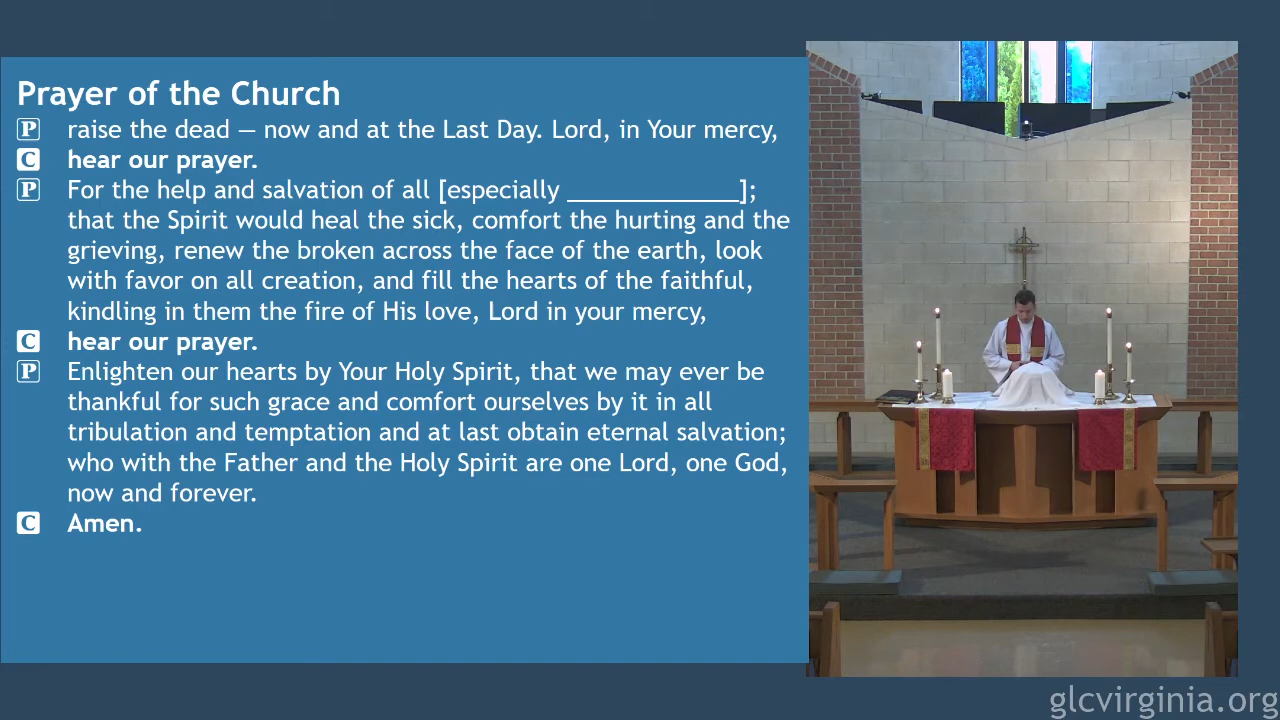 Prayer of the Church
P raise the dead — now and at the Last Day. Lord, in Your mercy,
C hear our prayer.
P For the help and salvation of all [especially _____________];
that the Spirit would heal the sick, comfort the hurting and the
grieving, renew the broken across the face of the earth, look
with favor on all creation, and fill the hearts of the faithful,
kindling in them the fire of His love, Lord in your mercy,
C hear our prayer.
P Enlighten our hearts by Your Holy Spirit, that we may ever be
thankful for such grace and comfort ourselves by it in all
tribulation and temptation and at last obtain eternal salvation;
who with the Father and the Holy Spirit are one Lord, one God,
now and forever.
C Amen.
glcvirginia.org